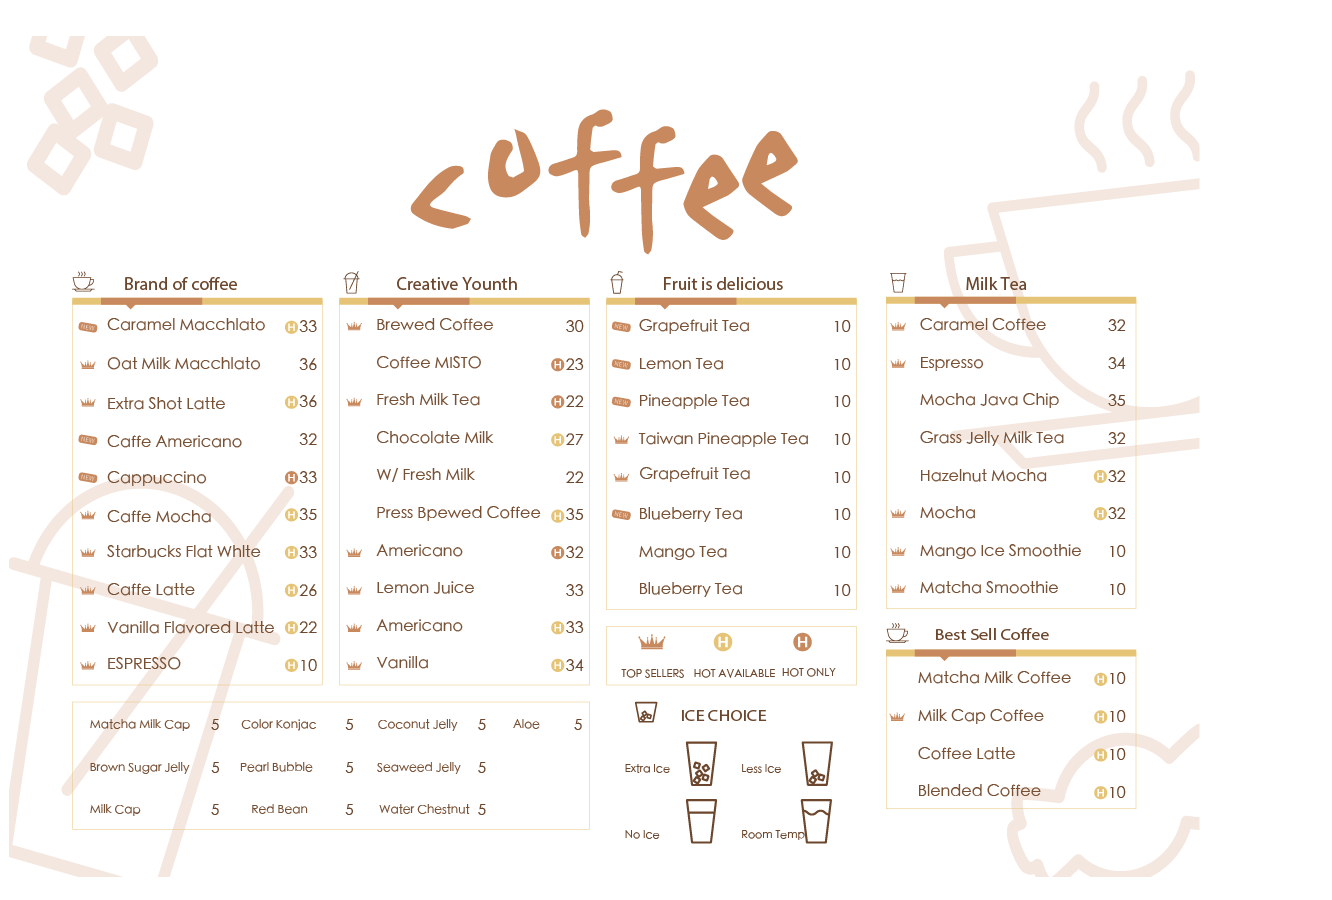 coffee
Brand of coffee
NEW Caramel Macchlato H 33
Oat Milk Macchlato 36
Extra Shot Latte H 36
NEW Caffe Americano 32
NEW Cappuccino H 33
Caffe Mocha H 35
Starbucks Flat Whlte H 33
Caffe Latte H 26
Vanilla Flavored Latte H 22
ESPRESSO H 10
Creative Younth
Brewed Coffee 30
Coffee MISTO H 23
Fresh Milk Tea H 22
Chocolate Milk H 27
W/ Fresh Milk 22
Press Bpewed Coffee H 35
Americano H 32
Lemon Juice 33
Americano H 33
Vanilla H 34
Fruit is delicious
NEW Grapefruit Tea 10
NEW Lemon Tea 10
NEW Pineapple Tea 10
Taiwan Pineapple Tea 10
Grapefruit Tea 10
NEW Blueberry Tea 10
Mango Tea 10
Blueberry Tea 10
Milk Tea
Caramel Coffee 32
Espresso 34
Mocha Java Chip 35
Grass Jelly Milk Tea 32
Hazelnut Mocha H 32
Mocha H 32
Mango Ice Smoothie 10
Matcha Smoothie 10
H H
TOP SELLERS HOT AVAILABLE HOT ONLY
Best Sell Coffee
Matcha Milk Coffee H 10
Milk Cap Coffee H 10
Coffee Latte H 10
Blended Coffee H 10
Matcha Milk Cap 5 Color Konjac 5 Coconut Jelly 5 Aloe 5
Brown Sugar Jelly 5 Pearl Bubble 5 Seaweed Jelly 5
Milk Cap 5 Red Bean 5 Water Chestnut 5
ICE CHOICE
Extra Ice Less Ice
No Ice Room Temp